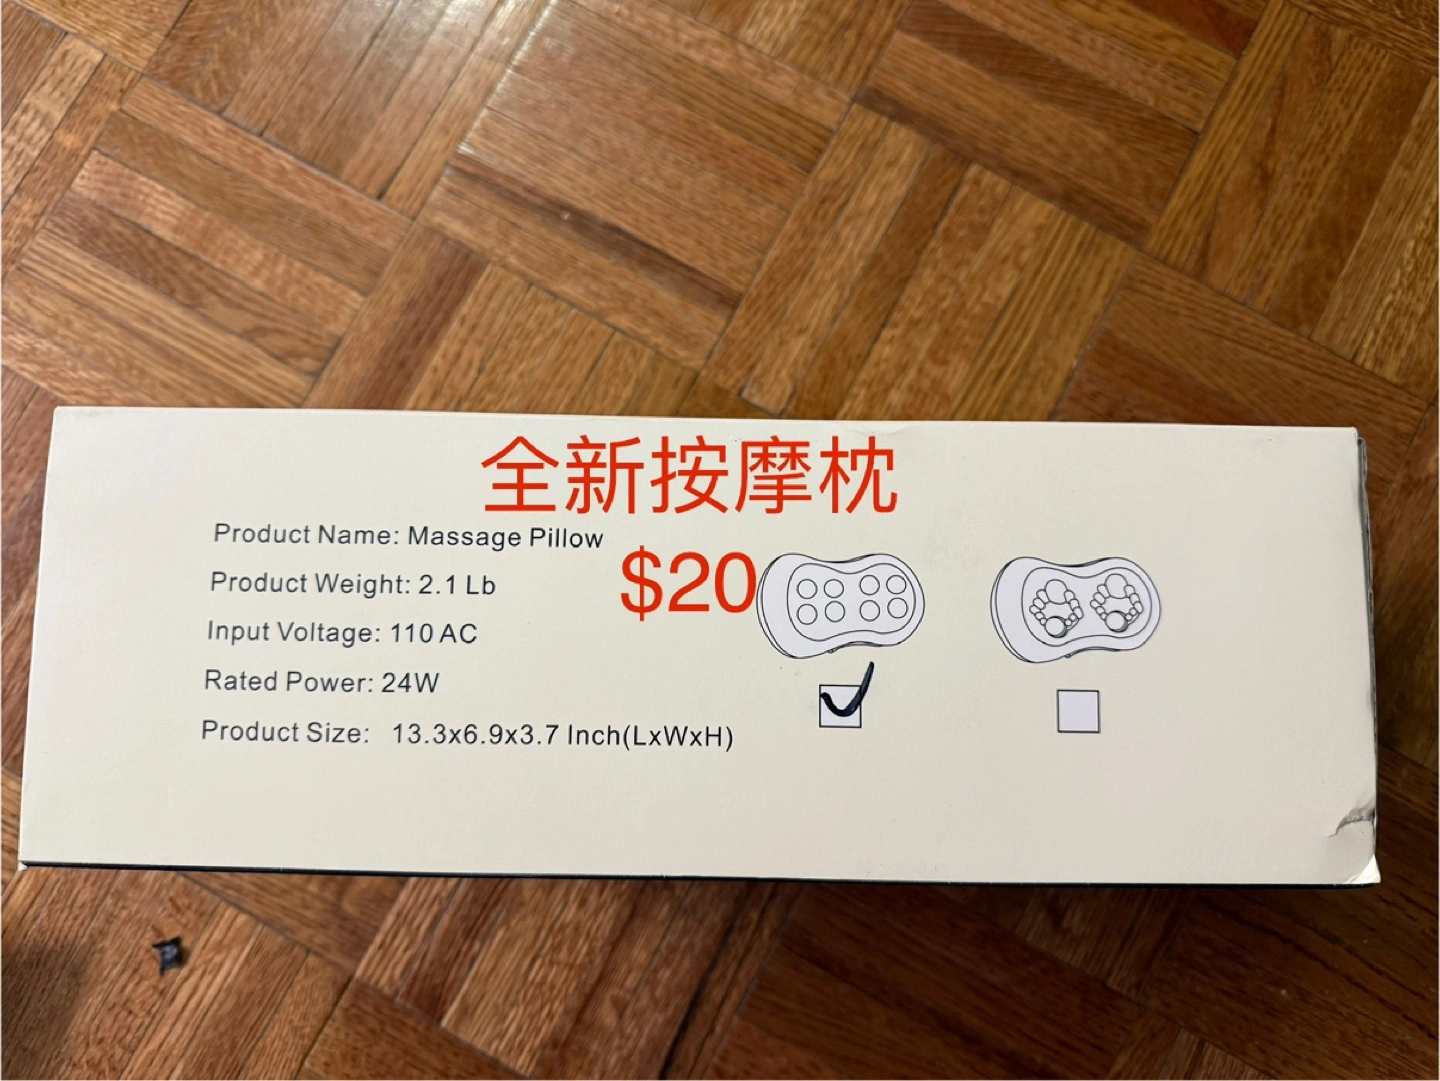 全新按摩枕
$20
Product Name: Massage Pillow
Product Weight: 2.1 Lb
Input Voltage: 110 AC
Rated Power: 24W
Product Size: 13.3x6.9x3.7 Inch(LxWxH)